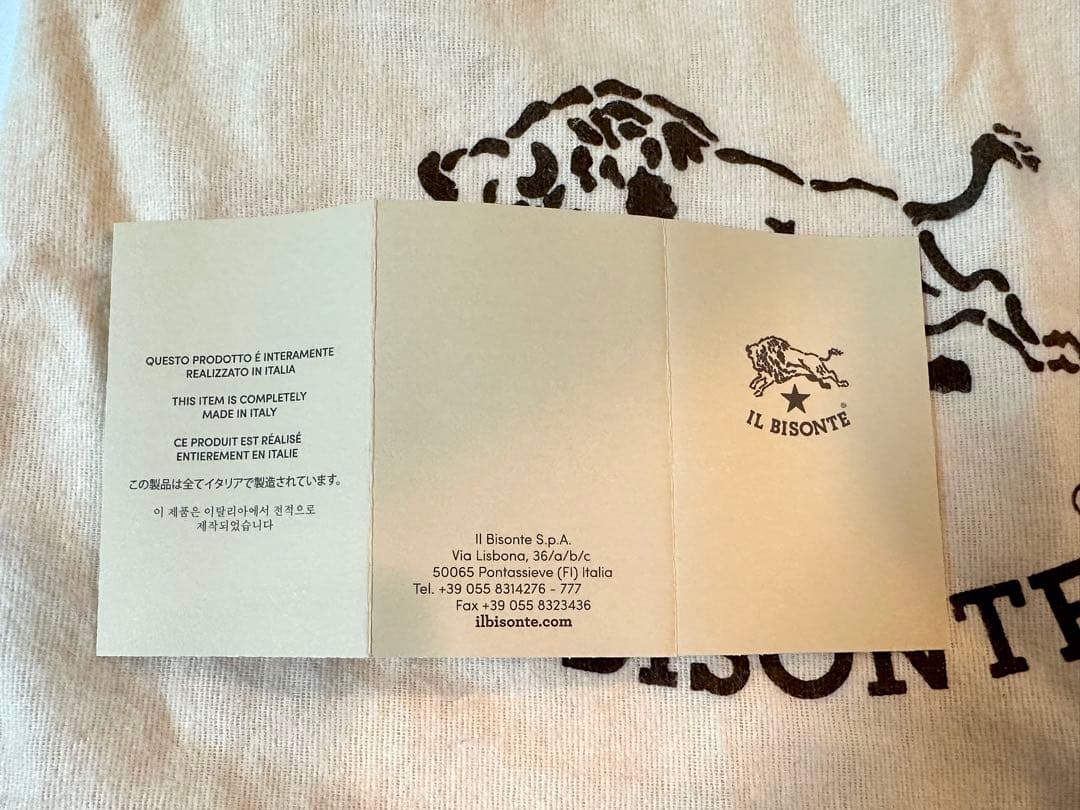 QUESTO PRODOTTO É INTERAMENTE
REALIZZATO IN ITALIA
THIS ITEM IS COMPLETELY
MADE IN ITALY
CE PRODUIT EST RÉALISÉ
ENTIEREMENT EN ITALIE
この製品は全てイタリアで製造されています。
이 제품은 이탈리아에서 전적으로
제작되었습니다
Il Bisonte S.p.A.
Via Lisbona, 36/a/b/c
50065 Pontassieve (FI) Italia
Tel. +39 055 8314276 - 777
Fax +39 055 8323436
ilbisonte.com
®
IL BISONTE
BISONTE